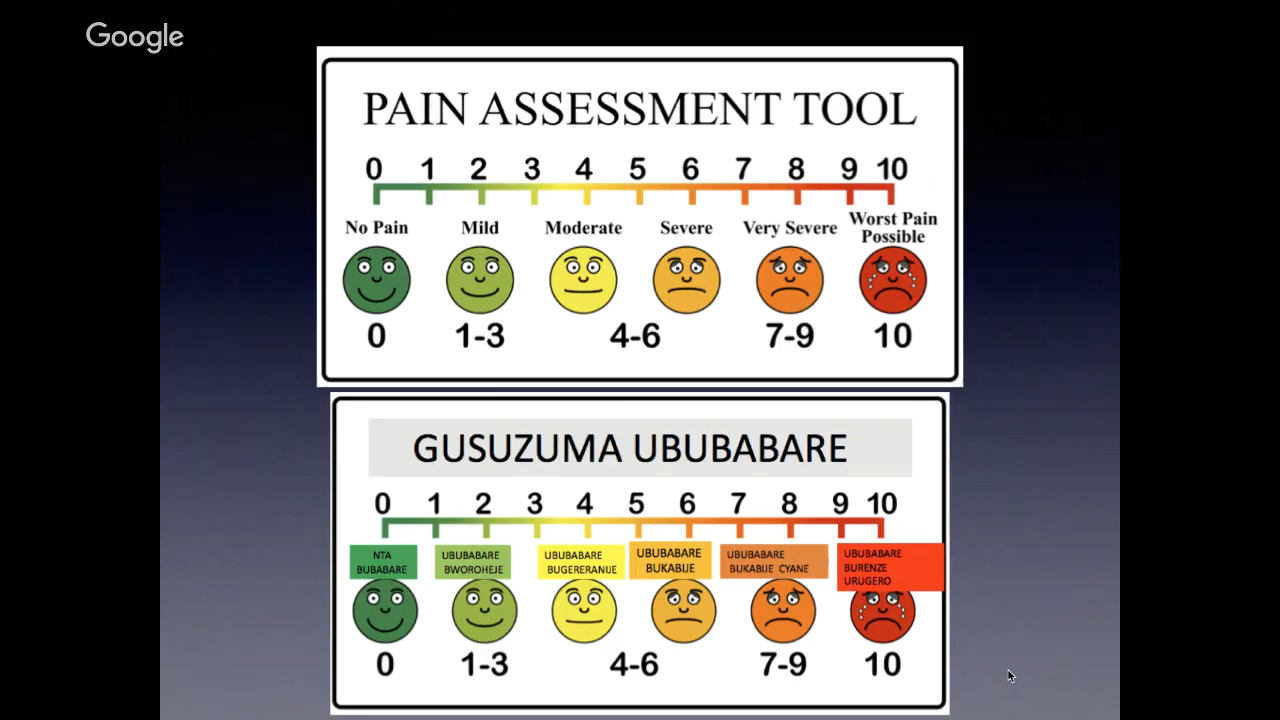 Google
PAIN ASSESSMENT TOOL
0 1 2 3 4 5 6 7 8 9 10
No Pain Mild Moderate Severe Very Severe Worst Pain
Possible
0 1-3 4-6 7-9 10
GUSUZUMA UBUBABARE
0 1 2 3 4 5 6 7 8 9 10
NTA
BUBABARE
UBUBABARE
BWOROHEJE
UBUBABARE
BUGERERANIJE
UBUBABARE
BUKABIJE
UBUBABARE
BUKABIJE CYANE
UBUBABARE
BURENZE
URUGERO
0 1-3 4-6 7-9 10